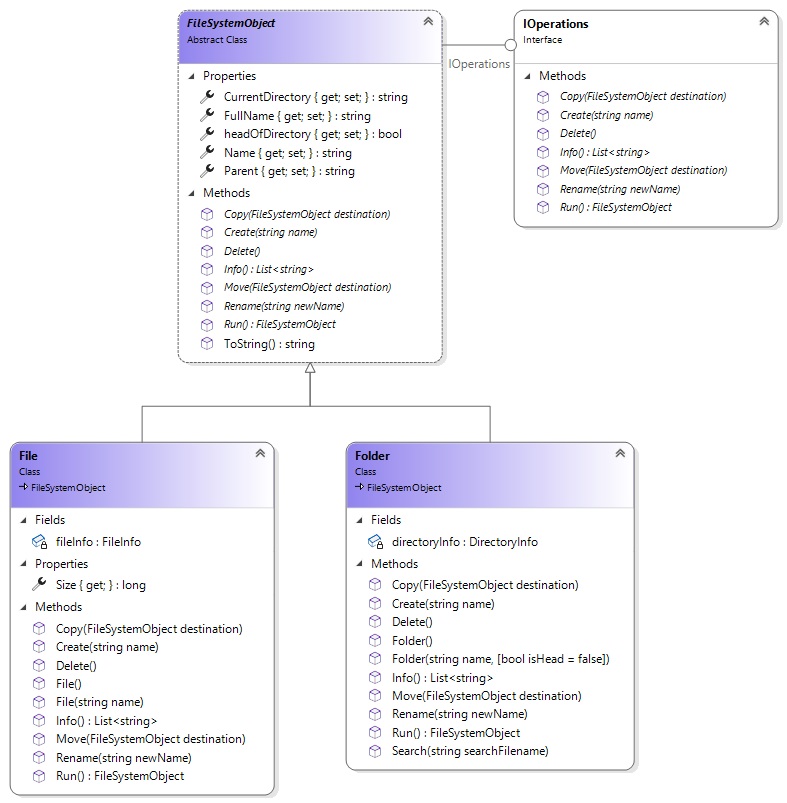 FileSystemObject
Abstract Class
Properties
CurrentDirectory { get; set; } : string
FullName { get; set; } : string
headOfDirectory { get; set; } : bool
Name { get; set; } : string
Parent { get; set; } : string
Methods
Copy(FileSystemObject destination)
Create(string name)
Delete()
Info() : List<string>
Move(FileSystemObject destination)
Rename(string newName)
Run() : FileSystemObject
ToString() : string
IOperations
IOperations
Interface
Methods
Copy(FileSystemObject destination)
Create(string name)
Delete()
Info() : List<string>
Move(FileSystemObject destination)
Rename(string newName)
Run() : FileSystemObject
File
Class
FileSystemObject
Fields
fileInfo : FileInfo
Properties
Size { get; } : long
Methods
Copy(FileSystemObject destination)
Create(string name)
Delete()
File()
File(string name)
Info() : List<string>
Move(FileSystemObject destination)
Rename(string newName)
Run() : FileSystemObject
Folder
Class
FileSystemObject
Fields
directoryInfo : DirectoryInfo
Methods
Copy(FileSystemObject destination)
Create(string name)
Delete()
Folder()
Folder(string name, [bool isHead = false])
Info() : List<string>
Move(FileSystemObject destination)
Rename(string newName)
Run() : FileSystemObject
Search(string searchFilename)